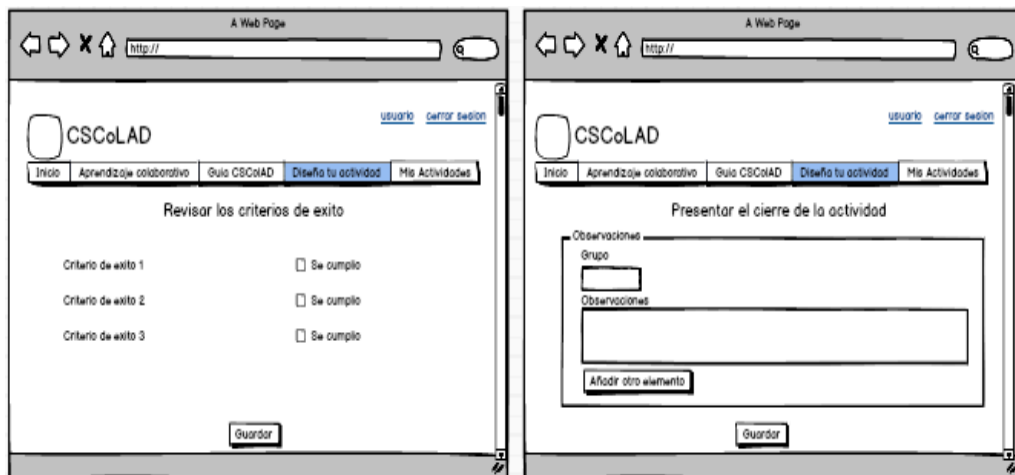 A Web Page
http://
usuario cerrar sesion
CSCoLAD
Inicio Aprendizaje colaborativo Guia CSColAD Diseña tu actividad Mis Actividades
Revisar los criterios de exito
Criterio de exito 1 Se cumplio
Criterio de exito 2 Se cumplio
Criterio de exito 3 Se cumplio
Guardar
A Web Page
http://
usuario cerrar sesion
CSCoLAD
Inicio Aprendizaje colaborativo Guia CSColAD Diseña tu actividad Mis Actividades
Presentar el cierre de la actividad
Observaciones
Grupo
Observaciones
Añadir otro elemento
Guardar